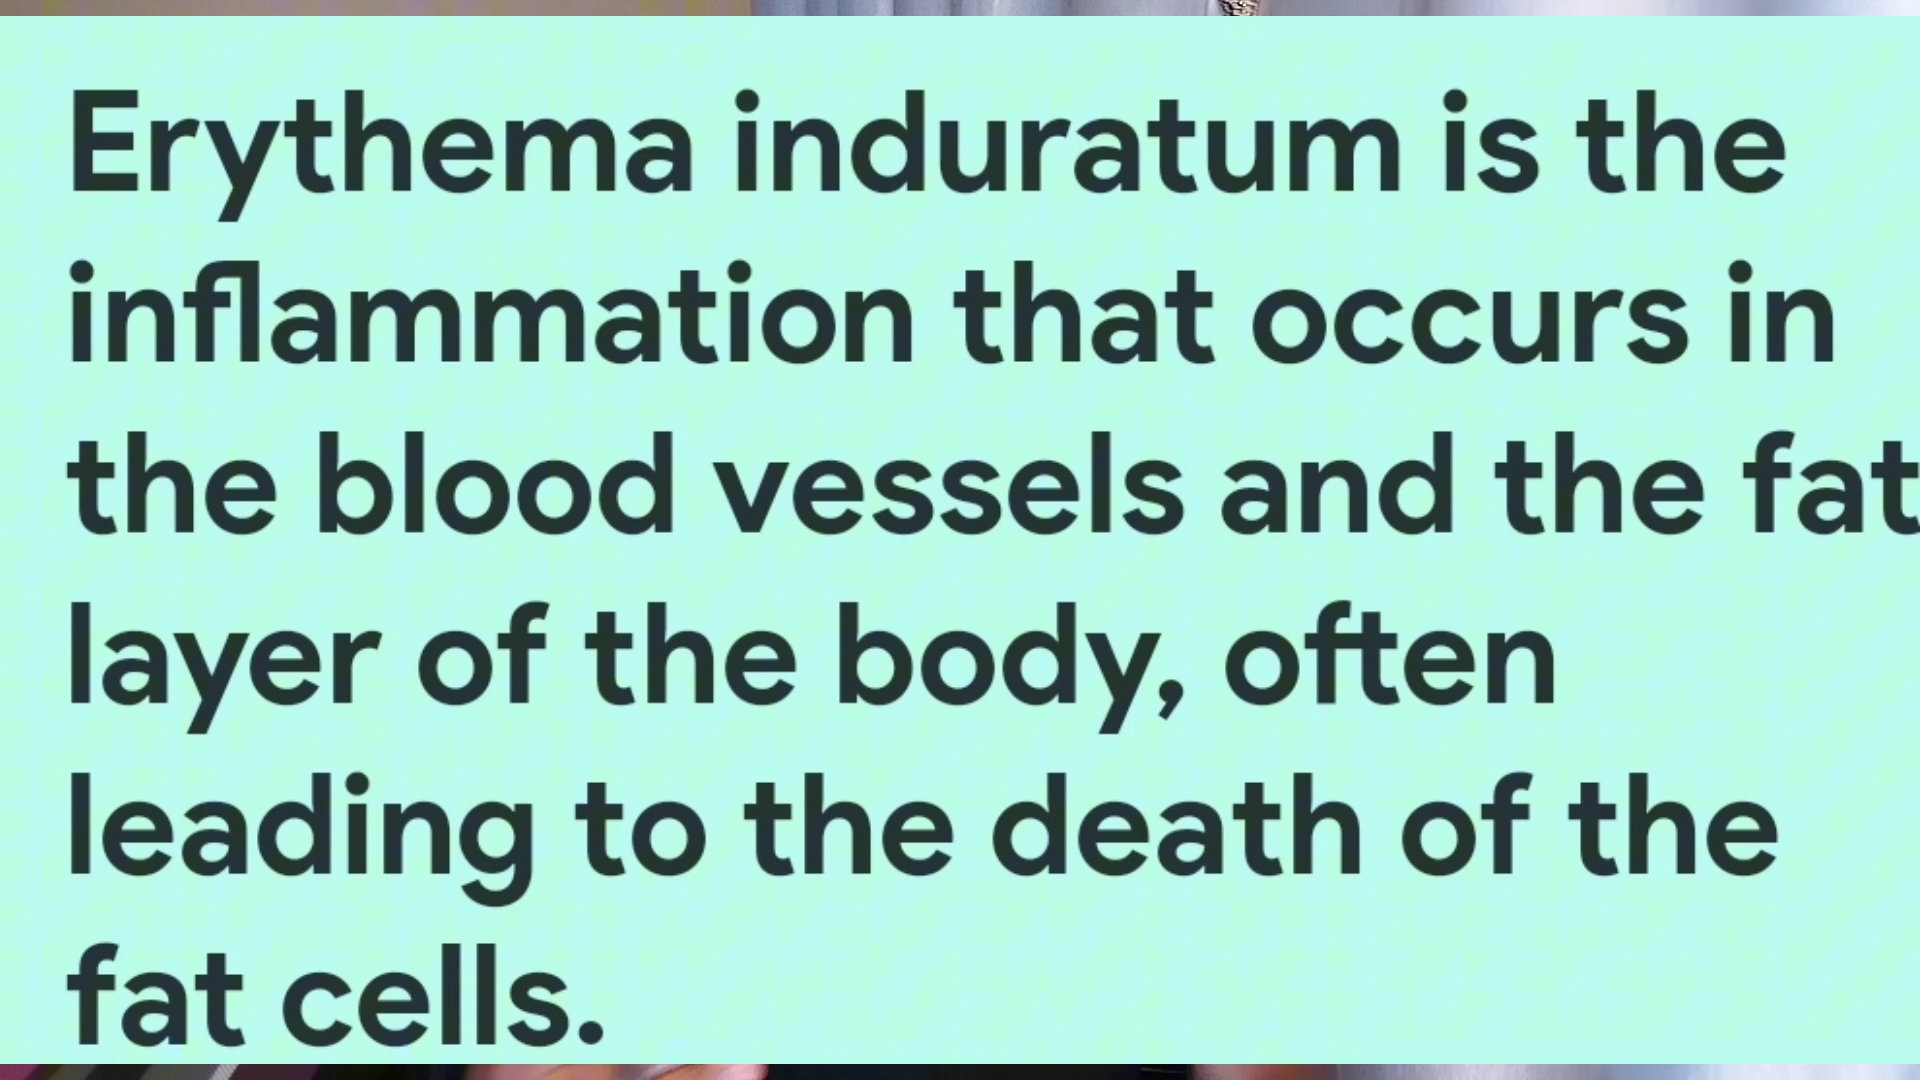 Erythema induratum is the
inflammation that occurs in
the blood vessels and the fat
layer of the body, often
leading to the death of the
fat cells.